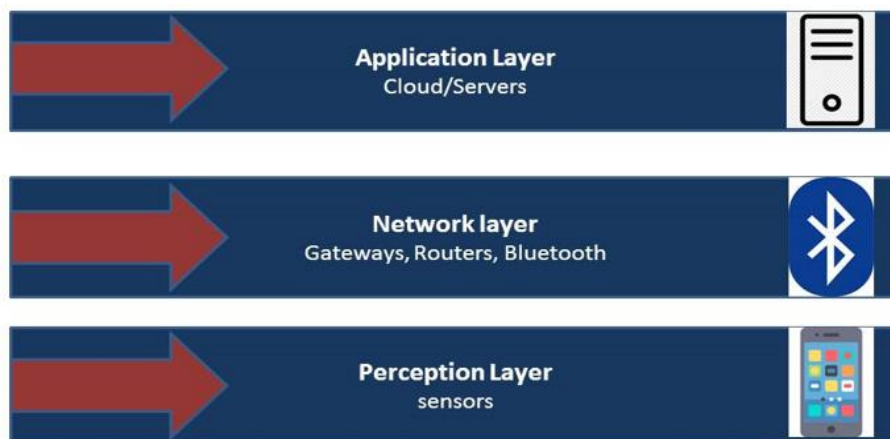 Application Layer
Cloud/Servers
Network layer
Gateways, Routers, Bluetooth
Perception Layer
sensors